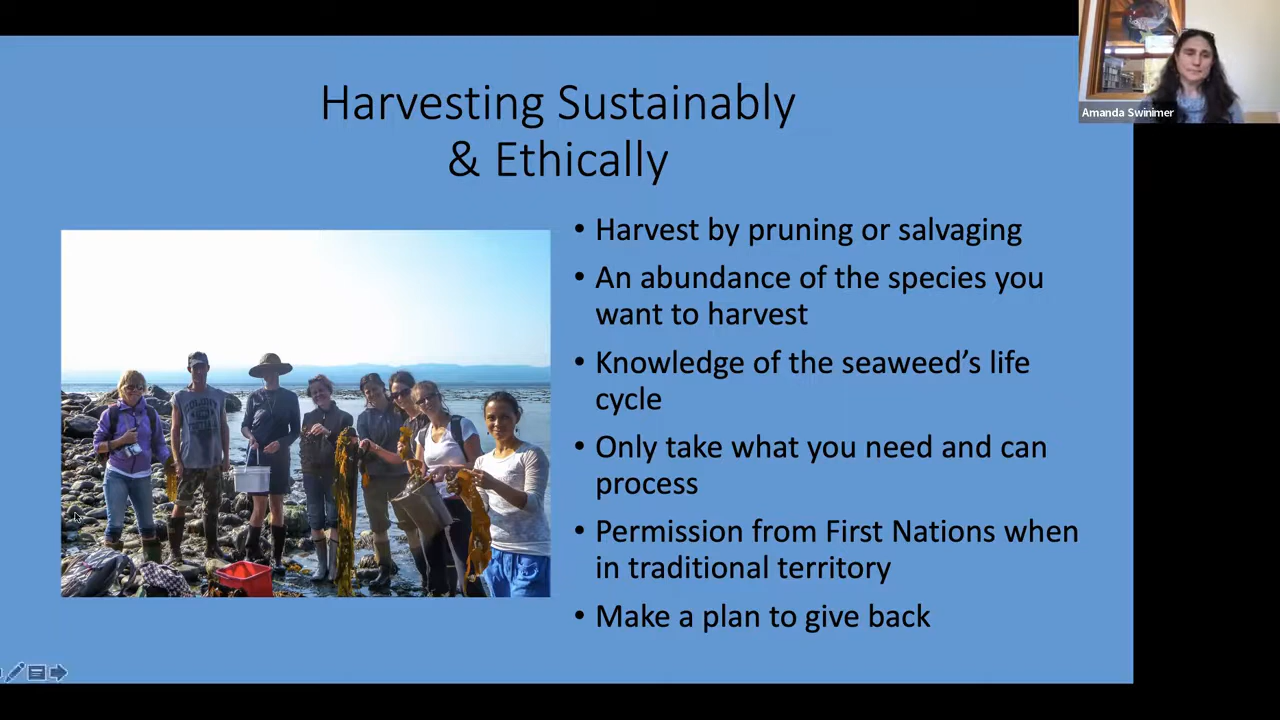 Harvesting Sustainably
& Ethically
• Harvest by pruning or salvaging
• An abundance of the species you
want to harvest
• Knowledge of the seaweed’s life
cycle
• Only take what you need and can
process
• Permission from First Nations when
in traditional territory
• Make a plan to give back
Amanda Swinimer